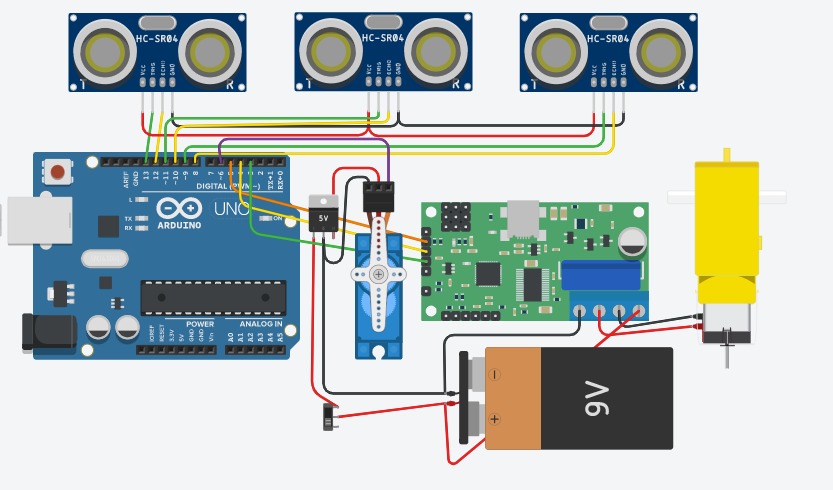 HC-SR04
HC-SR04
HC-SR04
VCC TRIG ECHO GND
VCC TRIG ECHO GND
VCC TRIG ECHO GND
T R
T R
T R
AREF
GND
13
12
~11
~10
~9
8
7
~6
2
TX→1
RX←0
DIGITAL (PWM~)
L
TX
RX
UNO
ON
ARDUINO
5V
POWER
ANALOG IN
IOREF
RESET
3.3V
5V
GND
GND
Vin
A0
A1
A2
A3
A4
A5
9V